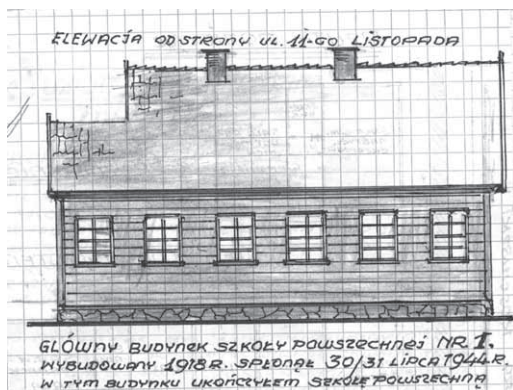 ELEWACJA OD STRONY UL. 11-GO LISTOPADA
GŁÓWNY BUDYNEK SZKOŁY POWSZECHNEJ NR I.
WYBUDOWANY 1918 R. SPŁONĄŁ 30/31 LIPCA 1944 R.
W TYM BUDYNKU UKOŃCZYŁEM SZKOŁĘ POWSZECHNĄ